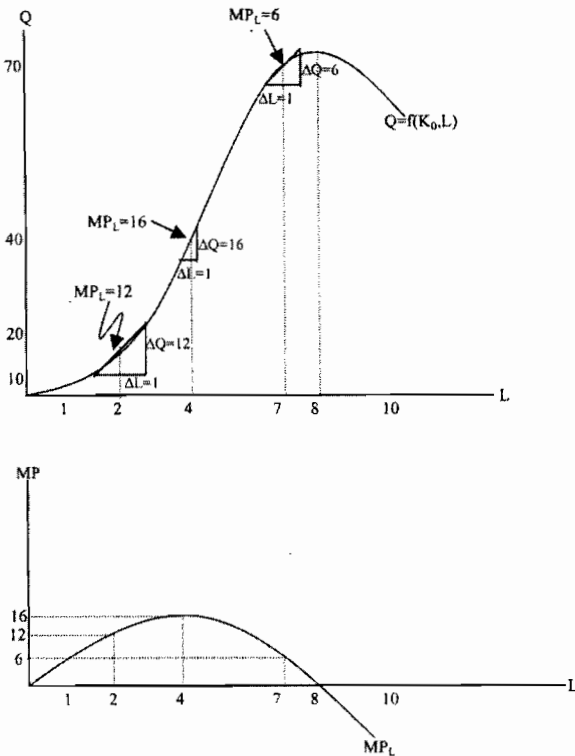 Q
MP_L=6
70
ΔQ=6
ΔL=1
Q=f(K₀,L)
MP_L=16
40
ΔQ=16
ΔL=1
MP_L=12
20
ΔQ=12
10
ΔL=1
1 2 4 7 8 10 L
MP
16
12
6
1 2 4 7 8 10 L
MP_L